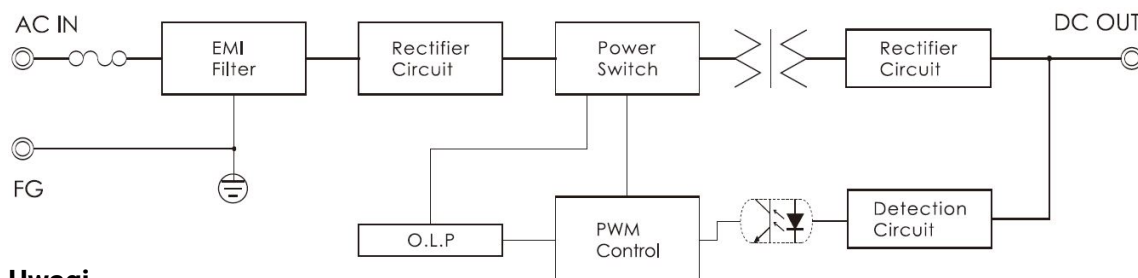 AC IN
DC OUT
EMI
Filter
Rectifier
Circuit
Power
Switch
Rectifier
Circuit
FG
O.L.P
PWM
Control
Detection
Circuit
Uwagi